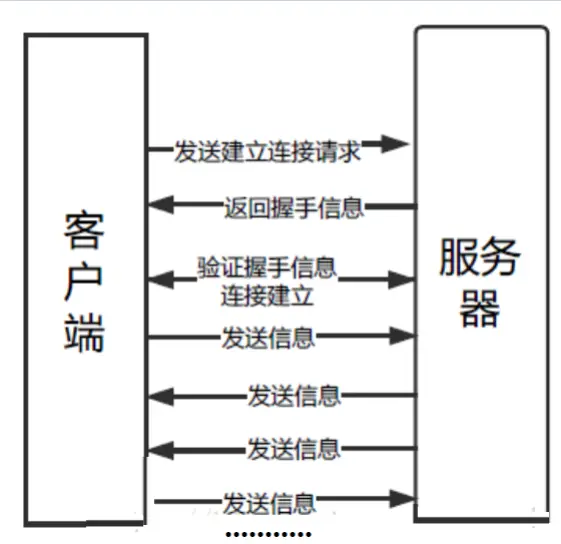 发送建立连接请求
返回握手信息
客户端
验证握手信息
连接建立
服务器
发送信息
发送信息
发送信息
发送信息
...........